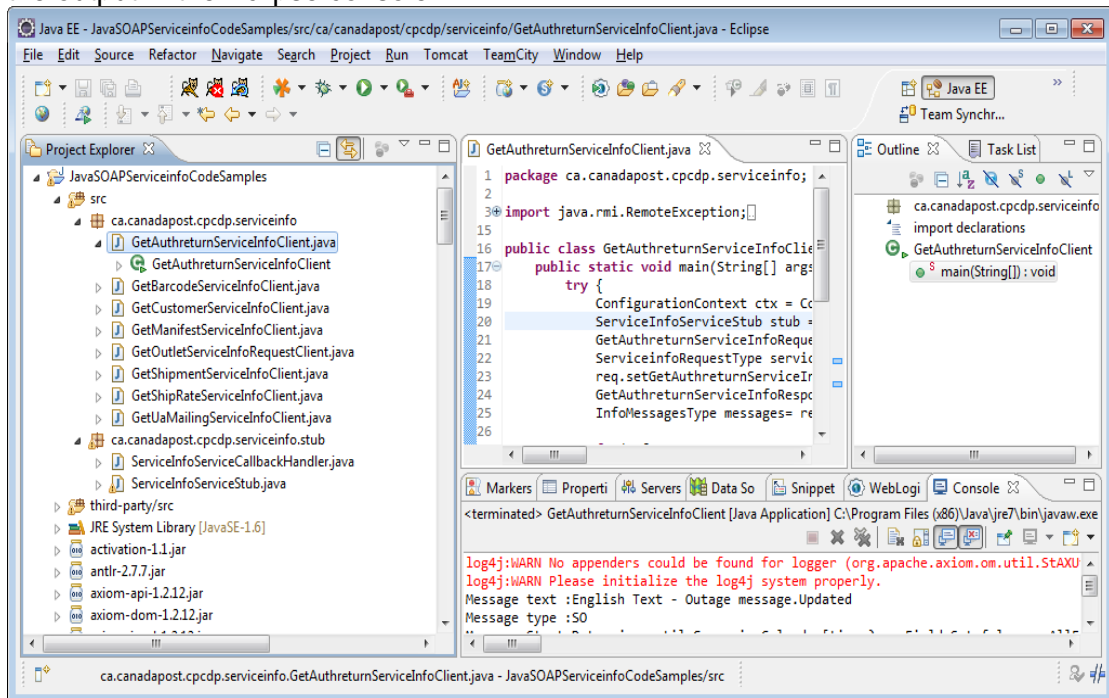 Java EE - JavaSOAPServiceinfoCodeSamples/src/ca/canadapost/cpcdp/serviceinfo/GetAuthreturnServiceInfoClient.java - Eclipse
File Edit Source Refactor Navigate Search Project Run Tomcat TeamCity Window Help
Java EE
Team Synchr...
Project Explorer
JavaSOAPServiceinfoCodeSamples
src
ca.canadapost.cpcdp.serviceinfo
GetAuthreturnServiceInfoClient.java
GetAuthreturnServiceInfoClient
GetBarcodeServiceInfoClient.java
GetCustomerServiceInfoClient.java
GetManifestServiceInfoClient.java
GetOutletServiceInfoRequestClient.java
GetShipmentServiceInfoClient.java
GetShipRateServiceInfoClient.java
GetUaMailingServiceInfoClient.java
ca.canadapost.cpcdp.serviceinfo.stub
ServiceInfoServiceCallbackHandler.java
ServiceInfoServiceStub.java
third-party/src
JRE System Library [JavaSE-1.6]
activation-1.1.jar
antlr-2.7.7.jar
axiom-api-1.2.12.jar
axiom-dom-1.2.12.jar
GetAuthreturnServiceInfoClient.java
1 package ca.canadapost.cpcdp.serviceinfo;
2
3 import java.rmi.RemoteException;
15
16 public class GetAuthreturnServiceInfoClie
17 public static void main(String[] args
18 try {
19 ConfigurationContext ctx = Co
20 ServiceInfoServiceStub stub =
21 GetAuthreturnServiceInfoReque
22 ServiceinfoRequestType servic
23 req.setGetAuthreturnServiceIn
24 GetAuthreturnServiceInfoRespo
25 InfoMessagesType messages= re
26
Outline Task List
ca.canadapost.cpcdp.serviceinfo
import declarations
GetAuthreturnServiceInfoClient
main(String[]) : void
Markers Properti Servers Data So Snippet WebLogi Console
<terminated> GetAuthreturnServiceInfoClient [Java Application] C:\Program Files (x86)\Java\jre7\bin\javaw.exe
log4j:WARN No appenders could be found for logger (org.apache.axiom.om.util.StAXU
log4j:WARN Please initialize the log4j system properly.
Message text :English Text - Outage message.Updated
Message type :SO
ca.canadapost.cpcdp.serviceinfo.GetAuthreturnServiceInfoClient.java - JavaSOAPServiceinfoCodeSamples/src